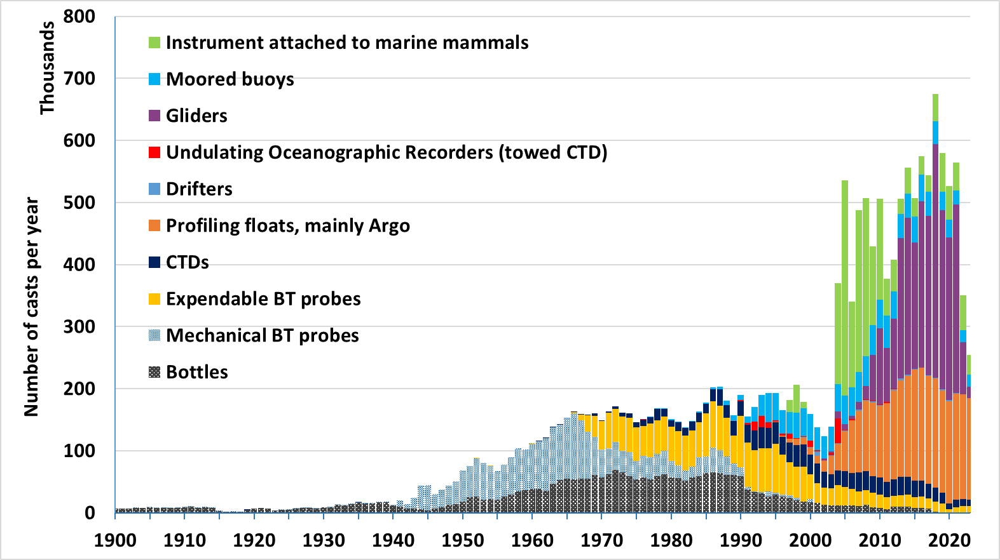 Thousands
Number of casts per year
800
700
600
500
400
300
200
100
0
Instrument attached to marine mammals
Moored buoys
Gliders
Undulating Oceanographic Recorders (towed CTD)
Drifters
Profiling floats, mainly Argo
CTDs
Expendable BT probes
Mechanical BT probes
Bottles
1900 1910 1920 1930 1940 1950 1960 1970 1980 1990 2000 2010 2020